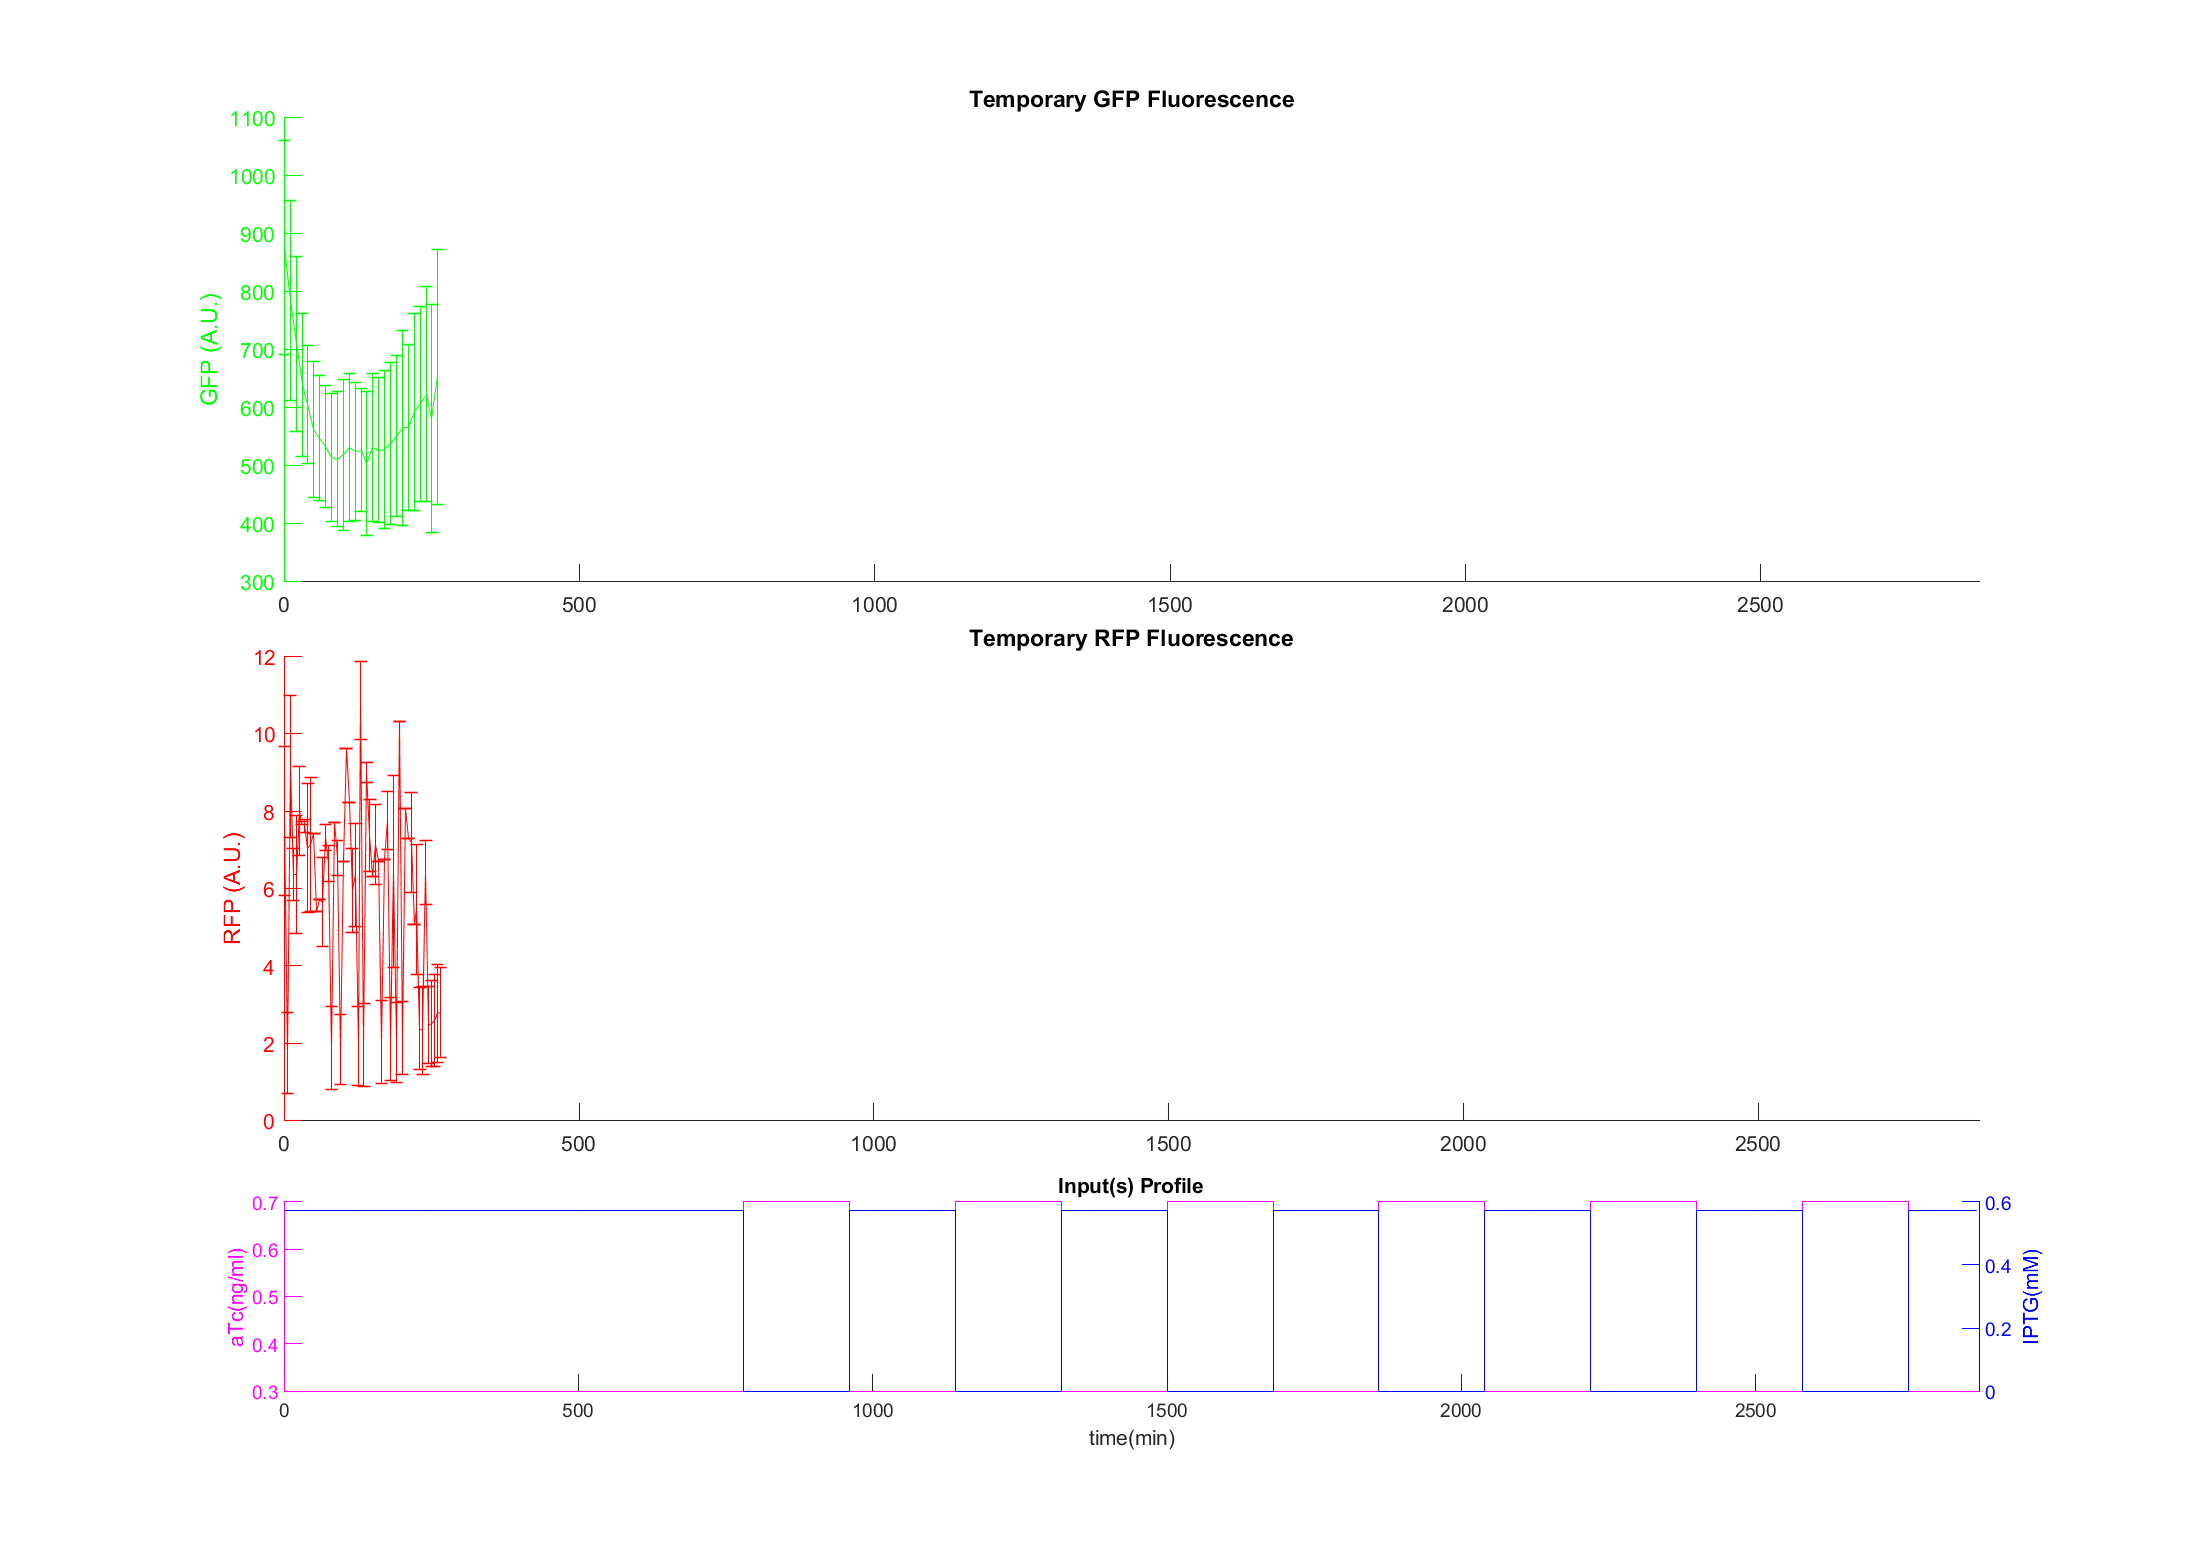 Temporary GFP Fluorescence
1100
1000
900
800
700
600
500
400
300
GFP (A.U.)
0 500 1000 1500 2000 2500
Temporary RFP Fluorescence
12
10
8
6
4
2
0
RFP (A.U.)
0 500 1000 1500 2000 2500
Input(s) Profile
0.7
0.6
0.5
0.4
0.3
aTc(ng/ml)
0.6
0.4
0.2
0
IPTG(mM)
0 500 1000 1500 2000 2500
time(min)